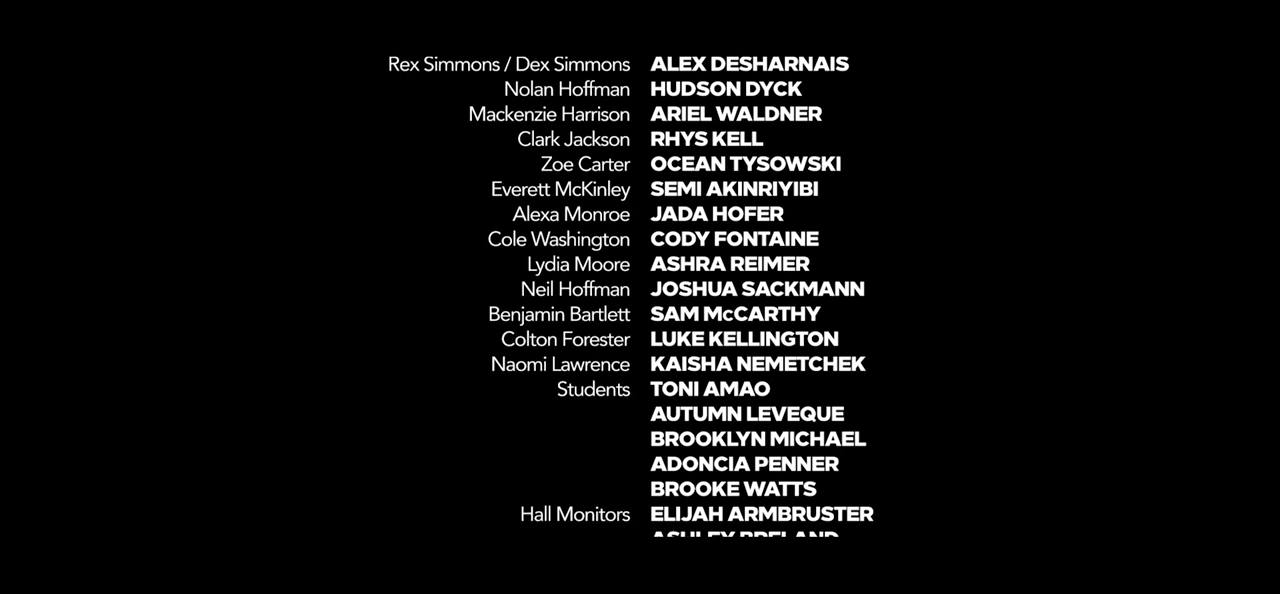 Rex Simmons / Dex Simmons ALEX DESHARNAIS
Nolan Hoffman HUDSON DYCK
Mackenzie Harrison ARIEL WALDNER
Clark Jackson RHYS KELL
Zoe Carter OCEAN TYSOWSKI
Everett McKinley SEMI AKINRIYIBI
Alexa Monroe JADA HOFER
Cole Washington CODY FONTAINE
Lydia Moore ASHRA REIMER
Neil Hoffman JOSHUA SACKMANN
Benjamin Bartlett SAM McCARTHY
Colton Forester LUKE KELLINGTON
Naomi Lawrence KAISHA NEMETCHEK
Students TONI AMAO
AUTUMN LEVEQUE
BROOKLYN MICHAEL
ADONCIA PENNER
BROOKE WATTS
Hall Monitors ELIJAH ARMBRUSTER
ASHLEY BRELAND